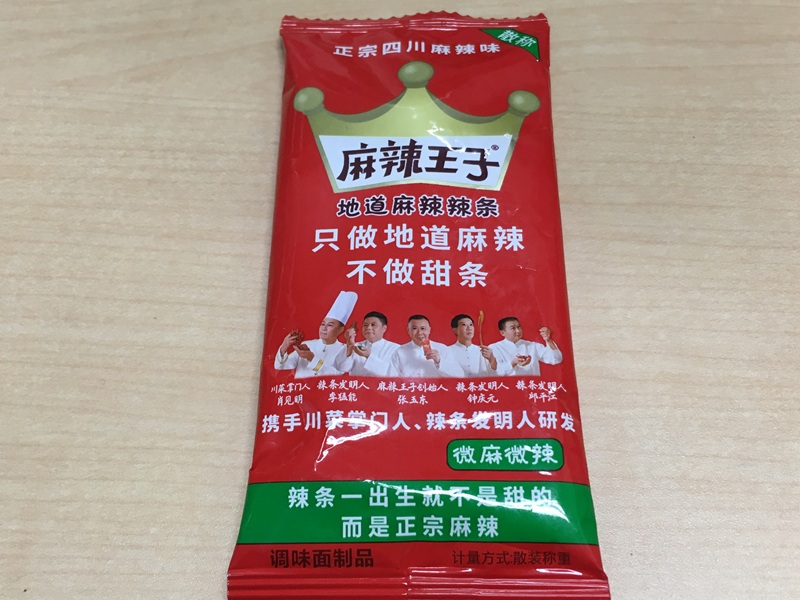 散称
正宗四川麻辣味
麻辣王子®
地道麻辣辣条
只做地道麻辣
不做甜条
川菜掌门人 辣条发明人 麻辣王子创始人 辣条发明人 辣条发明人
肖见明 李猛能 张玉东 钟庆元 邱平江
携手川菜掌门人、辣条发明人研发
微麻微辣
辣条一出生就不是甜的
而是正宗麻辣
调味面制品 计量方式:散装称重